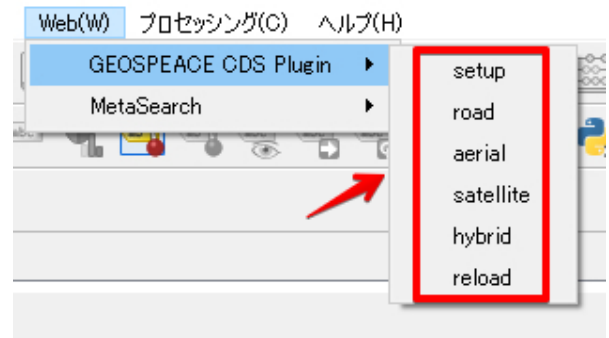 Web(W) プロセッシング(C) ヘルプ(H)
GEOSPEACE CDS Plugin
MetaSearch
setup
road
aerial
satellite
hybrid
reload